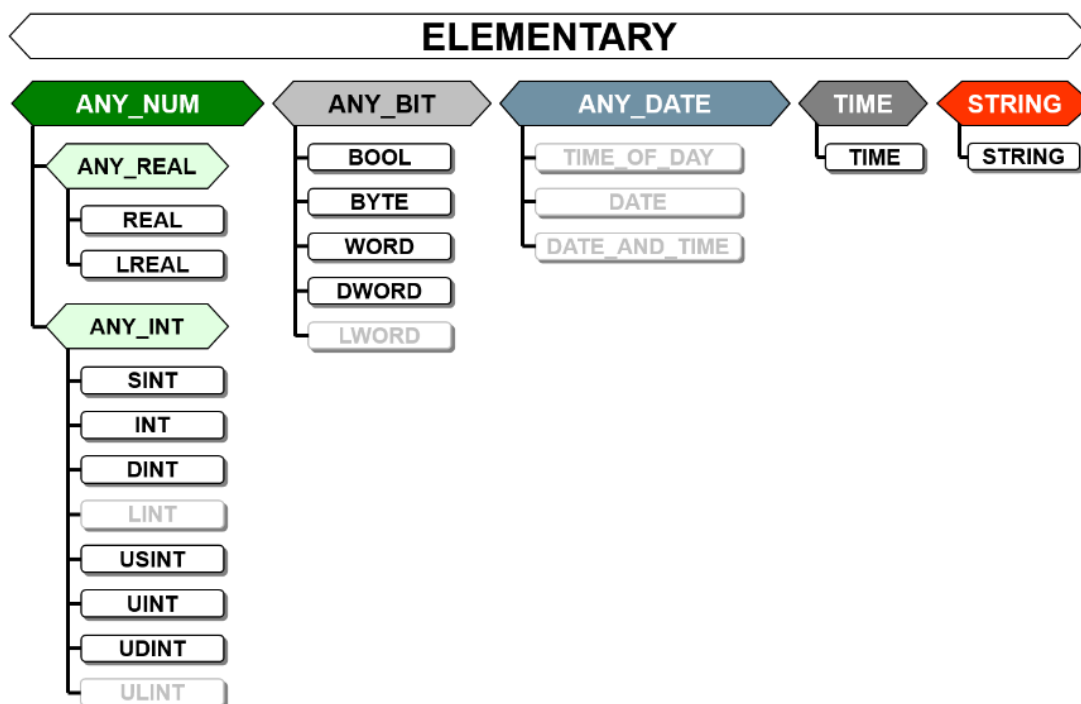 ELEMENTARY
ANY_NUM
ANY_REAL
REAL
LREAL
ANY_INT
SINT
INT
DINT
LINT
USINT
UINT
UDINT
ULINT
ANY_BIT
BOOL
BYTE
WORD
DWORD
LWORD
ANY_DATE
TIME_OF_DAY
DATE
DATE_AND_TIME
TIME
TIME
STRING
STRING